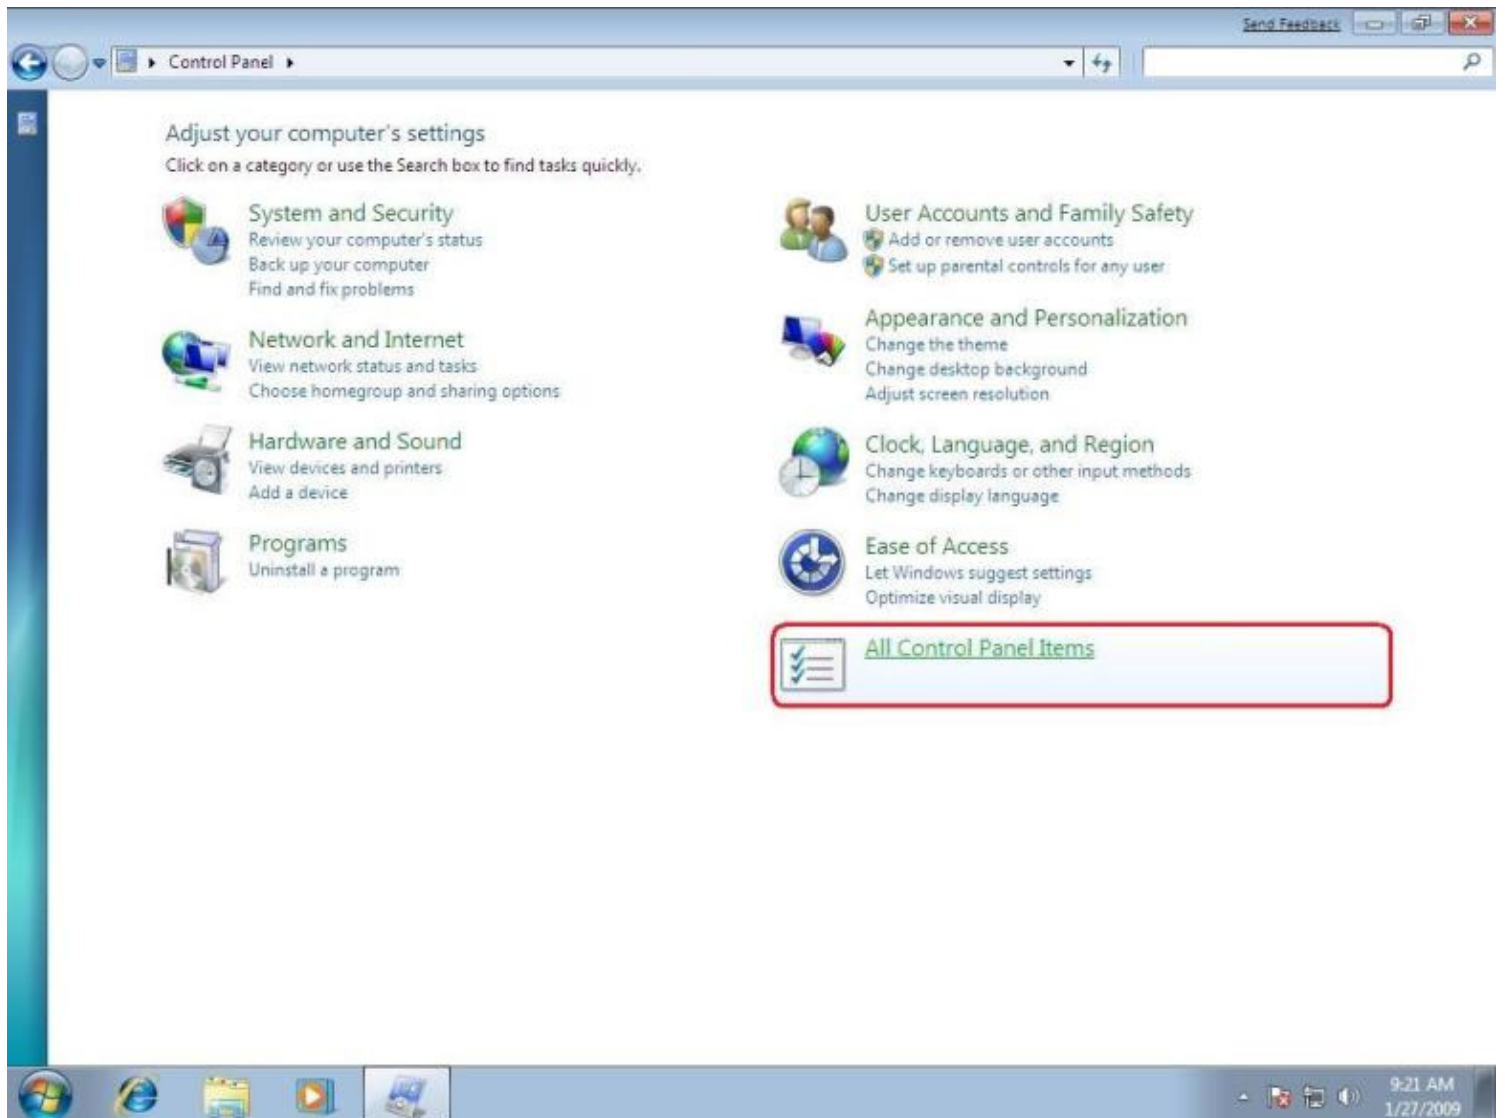 Send Feedback
Control Panel
Adjust your computer's settings
Click on a category or use the Search box to find tasks quickly.
System and Security
Review your computer's status
Back up your computer
Find and fix problems
Network and Internet
View network status and tasks
Choose homegroup and sharing options
Hardware and Sound
View devices and printers
Add a device
Programs
Uninstall a program
User Accounts and Family Safety
Add or remove user accounts
Set up parental controls for any user
Appearance and Personalization
Change the theme
Change desktop background
Adjust screen resolution
Clock, Language, and Region
Change keyboards or other input methods
Change display language
Ease of Access
Let Windows suggest settings
Optimize visual display
All Control Panel Items
9:21 AM
1/27/2009